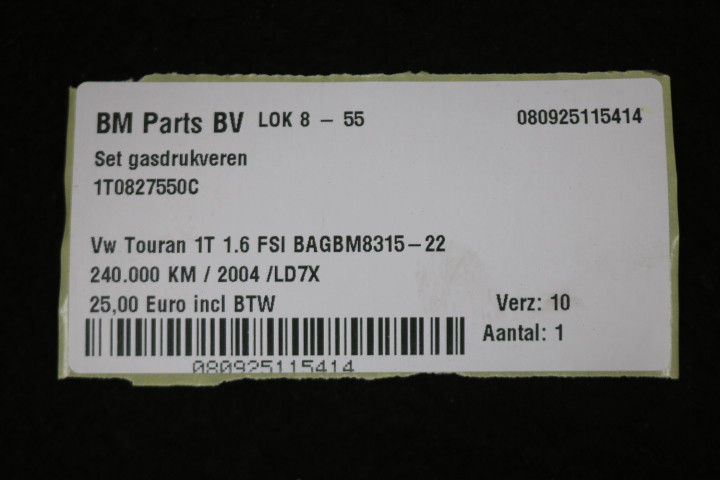 BM Parts BV LOK 8 - 55 080925115414
Set gasdrukveren
1T0827550C
Vw Touran 1T 1.6 FSI BAGBM8315-22
240.000 KM / 2004 /LD7X
25,00 Euro incl BTW Verz: 10
Aantal: 1
080925115414